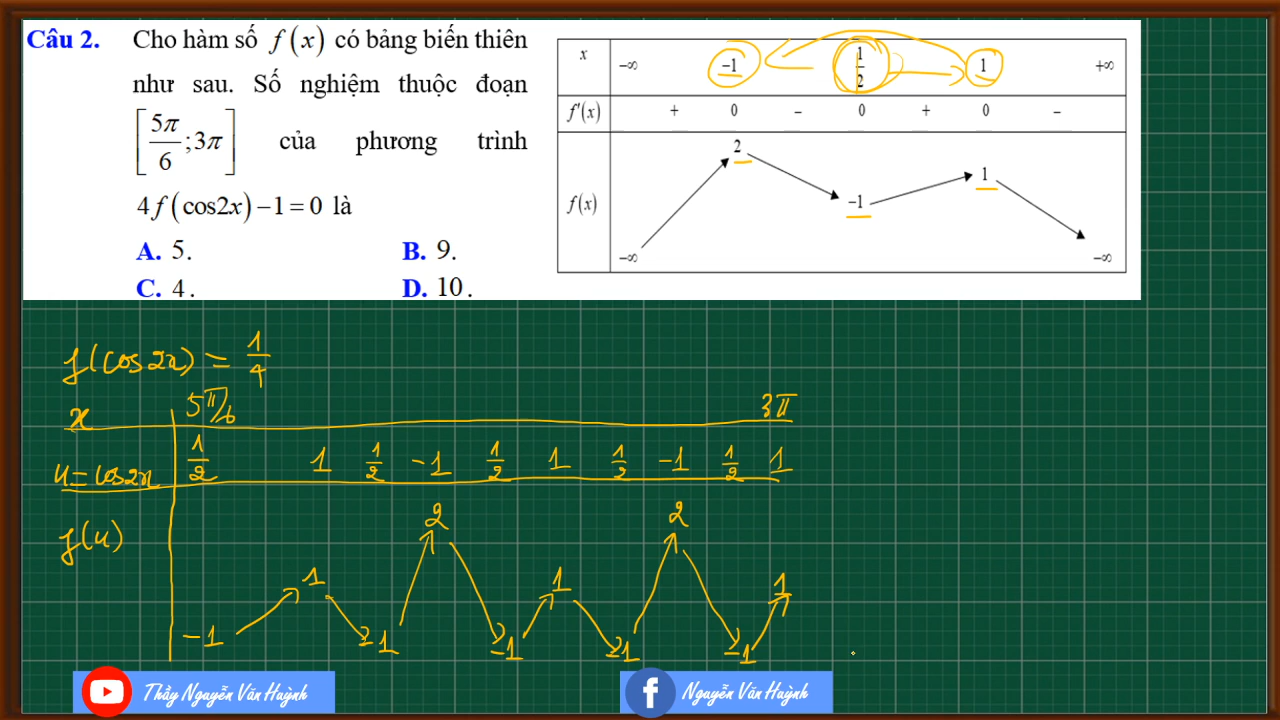 Câu 2. Cho hàm số f(x) có bảng biến thiên
như sau. Số nghiệm thuộc đoạn
[5π/6;3π] của phương trình
4f(cos2x)−1=0 là
A. 5. B. 9.
C. 4. D. 10.
x −∞ −1 1/2 1 +∞
f'(x) + 0 − 0 + 0 −
f(x) −∞ 2 −1 1 −∞
f(cos2x) = 1/4
x 5π/6 3π
u=cos2x 1/2 1 1/2 -1 1/2 1 1/2 -1 1/2 1
f(u) -1 1 -1 2 -1 1 -1 2 -1 1
Thầy Nguyễn Văn Huỳnh
f Nguyễn Văn Huỳnh